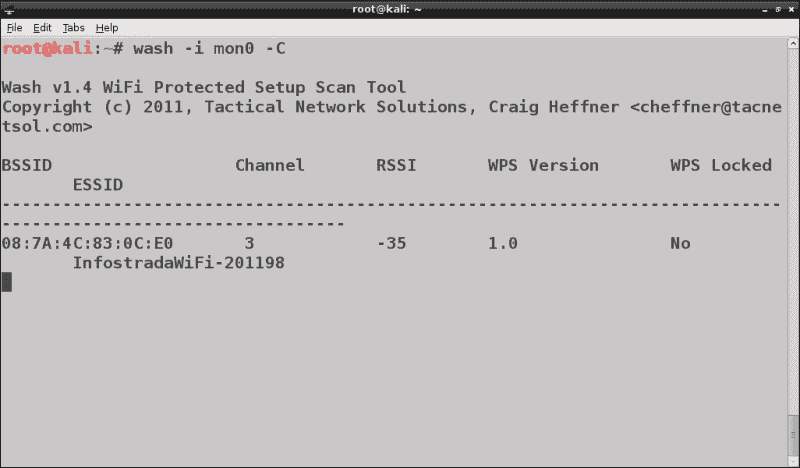 root@kali: ~
File Edit Tabs Help
root@kali:~# wash -i mon0 -C
Wash v1.4 WiFi Protected Setup Scan Tool
Copyright (c) 2011, Tactical Network Solutions, Craig Heffner <cheffner@tacne
tsol.com>
BSSID Channel RSSI WPS Version WPS Locked
ESSID
--------------------------------------------------------------------------------
----------------------------------
08:7A:4C:83:0C:E0 3 -35 1.0 No
InfostradaWiFi-201198